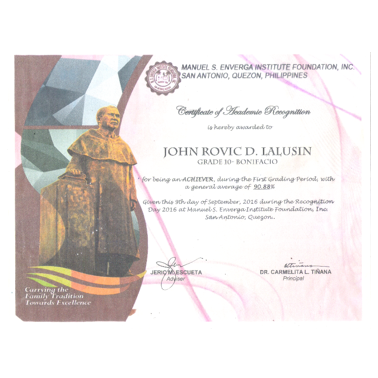 MANUEL S. ENVERGA INSTITUTE FOUNDATION, INC.
SAN ANTONIO, QUEZON, PHILIPPINES
Certificate of Academic Recognition
is hereby awarded to
JOHN ROVIC D. LALUSIN
GRADE 10- BONIFACIO
for being an ACHIEVER, during the First Grading Period, with
a general average of 90.88%
Given this 9th day of September, 2016 during the Recognition
Day 2016 at Manuel S. Enverga Institute Foundation, Inc.
San Antonio, Quezon.
JERIC M. ESCUETA
Adviser
DR. CARMELITA L. TIÑANA
Principal
Carrying the
Family Tradition
Towards Excellence